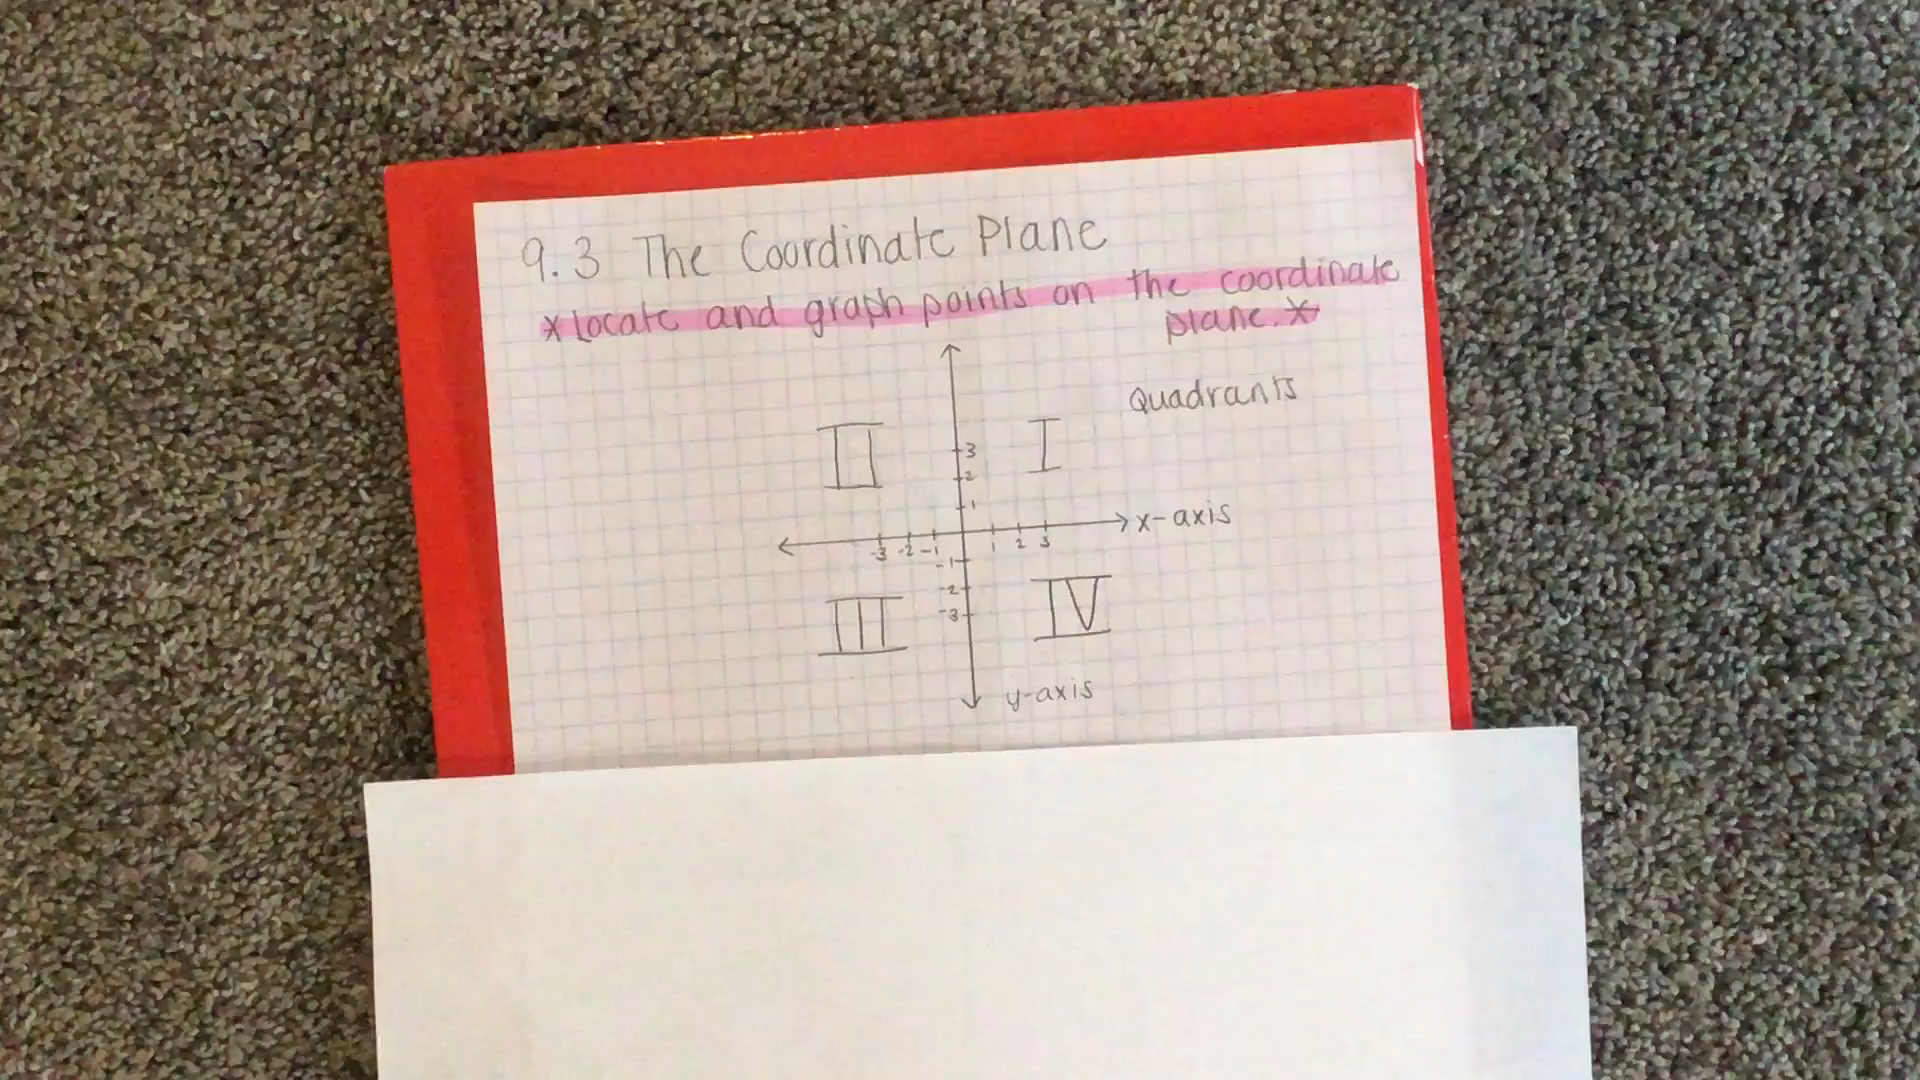 9.3 The Coordinate Plane
*Locate and graph points on the coordinate
plane.*
Quadrants
II
I
3
2
1
x-axis
-3 -2 -1 1 2 3
-1
-2
-3
III
IV
y-axis